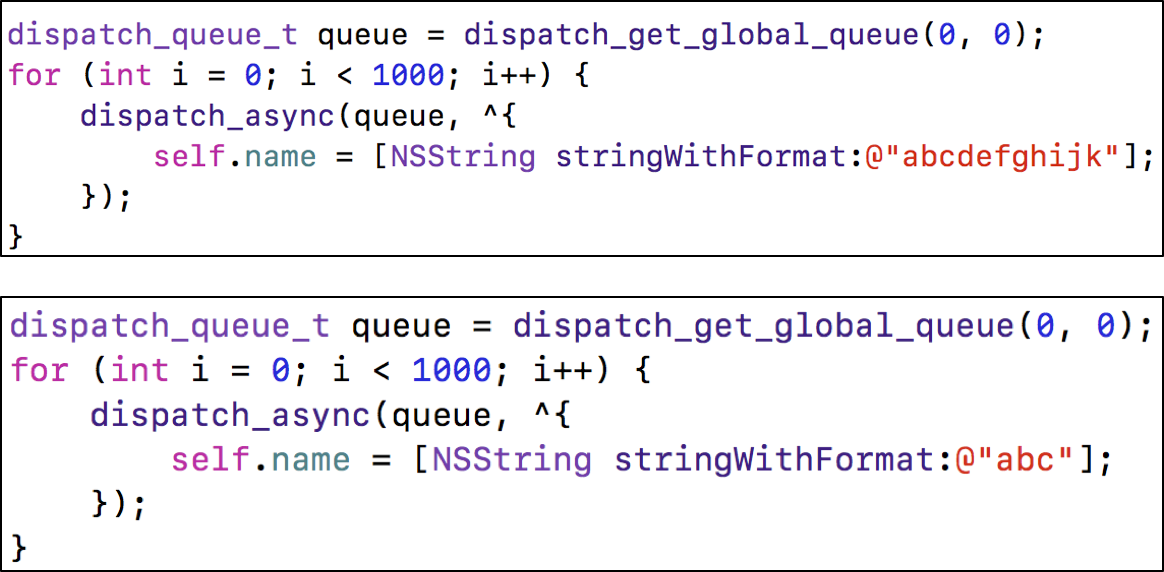 dispatch_queue_t queue = dispatch_get_global_queue(0, 0);
for (int i = 0; i < 1000; i++) {
    dispatch_async(queue, ^{
        self.name = [NSString stringWithFormat:@"abcdefghijk"];
    });
}
dispatch_queue_t queue = dispatch_get_global_queue(0, 0);
for (int i = 0; i < 1000; i++) {
    dispatch_async(queue, ^{
        self.name = [NSString stringWithFormat:@"abc"];
    });
}